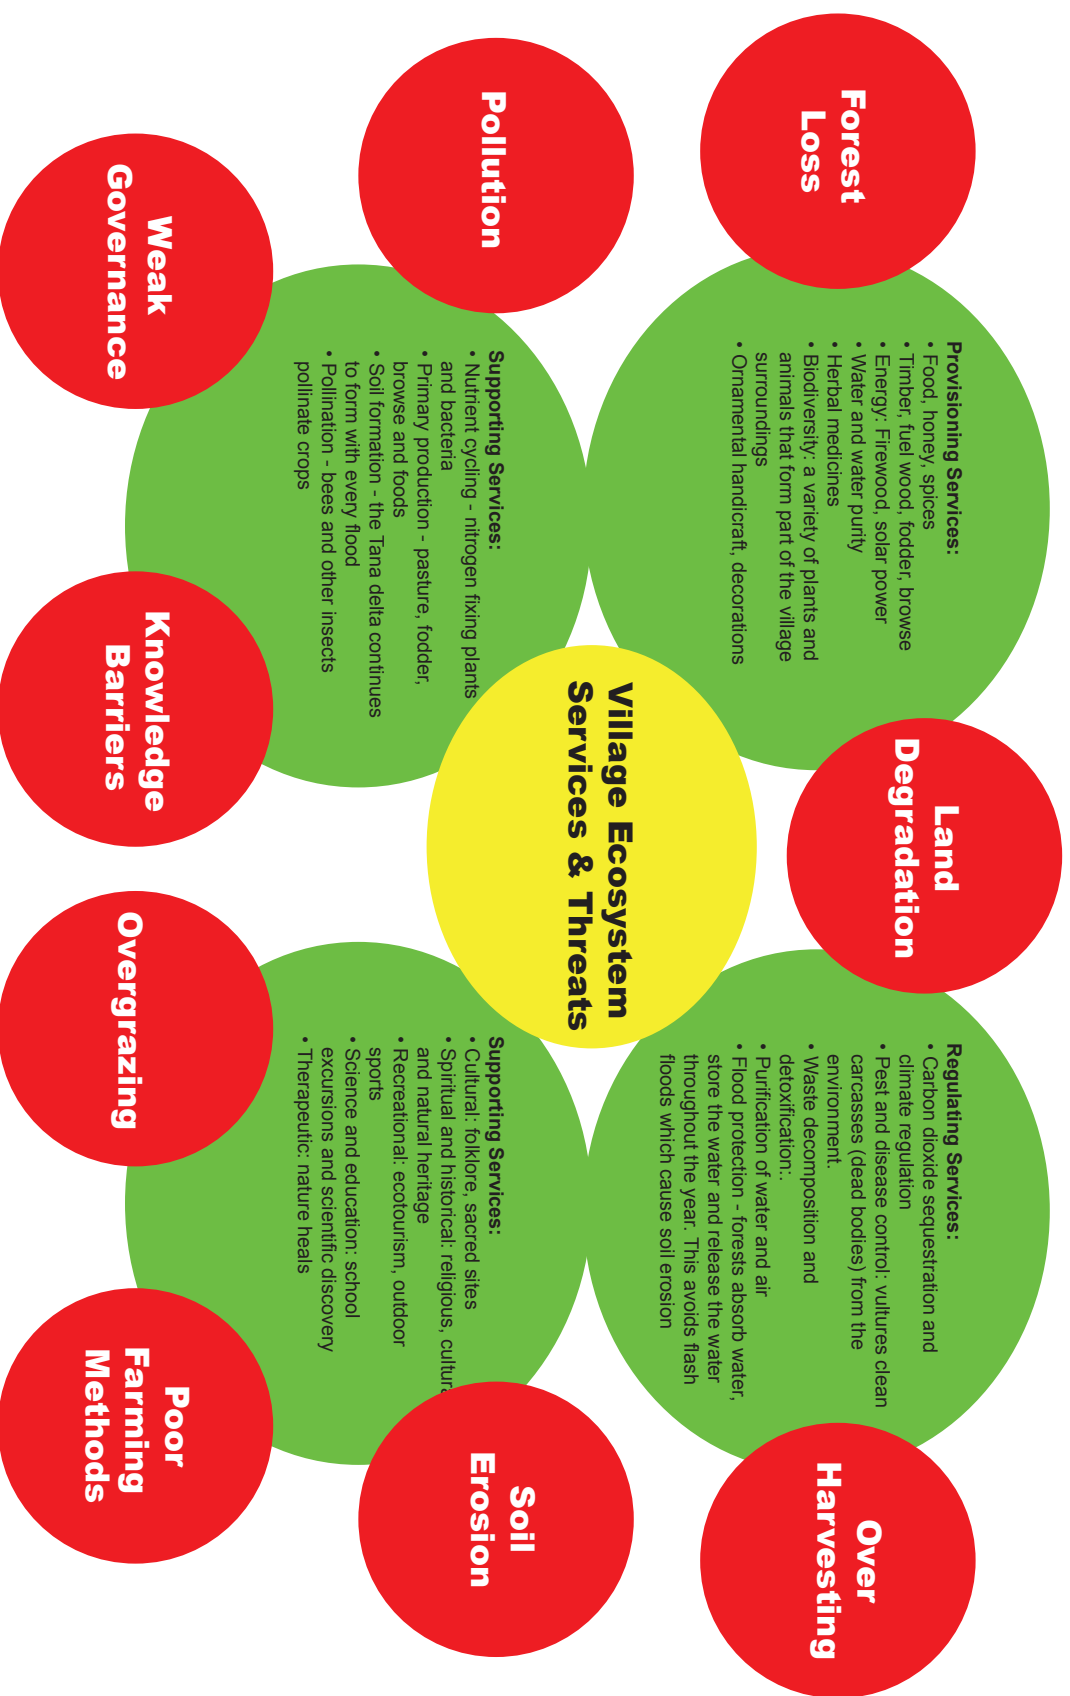 Forest
Loss
Land
Degradation
Over
Harvesting
Provisioning Services:
• Food, honey, spices
• Timber, fuel wood, fodder, browse
• Energy: Firewood, solar power
• Water and water purity
• Herbal medicines
• Biodiversity: a variety of plants and
animals that form part of the village
surroundings
• Ornamental handicraft, decorations
Regulating Services:
• Carbon dioxide sequestration and
climate regulation
• Pest and disease control: vultures clean
carcasses (dead bodies) from the
environment.
• Waste decomposition and
detoxification:.
• Purification of water and air
• Flood protection - forests absorb water,
store the water and release the water
throughout the year. This avoids flash
floods which cause soil erosion
Village Ecosystem
Services & Threats
Pollution
Soil
Erosion
Supporting Services:
• Nutrient cycling - nitrogen fixing plants
and bacteria
• Primary production - pasture, fodder,
browse and foods
• Soil formation - the Tana delta continues
to form with every flood
• Pollination - bees and other insects
pollinate crops
Supporting Services:
• Cultural: folklore, sacred sites
• Spiritual and historical: religious, cultura
and natural heritage
• Recreational: ecotourism, outdoor
sports
• Science and education: school
excursions and scientific discovery
• Therapeutic: nature heals
Weak
Governance
Knowledge
Barriers
Overgrazing
Poor
Farming
Methods